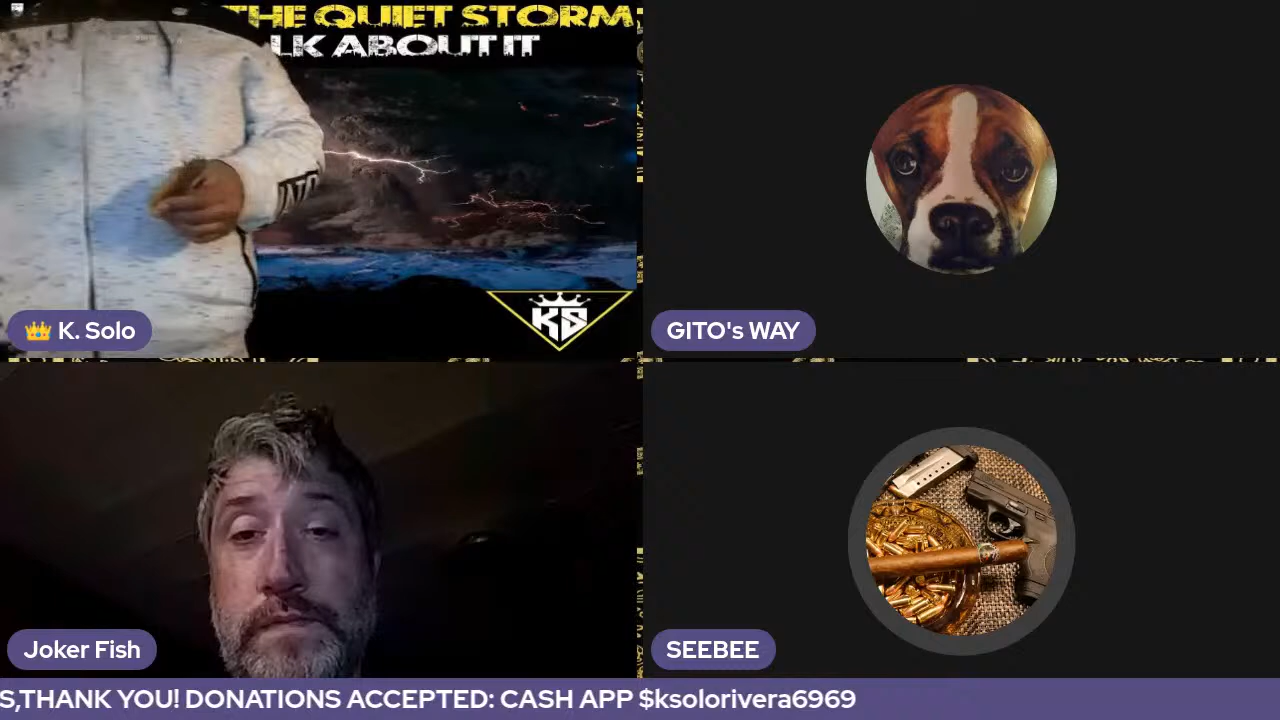 THE QUIET STORM
LK ABOUT IT
KS
👑 K. Solo
GITO's WAY
Joker Fish
SEEBEE
S,THANK YOU! DONATIONS ACCEPTED: CASH APP $ksolorivera6969